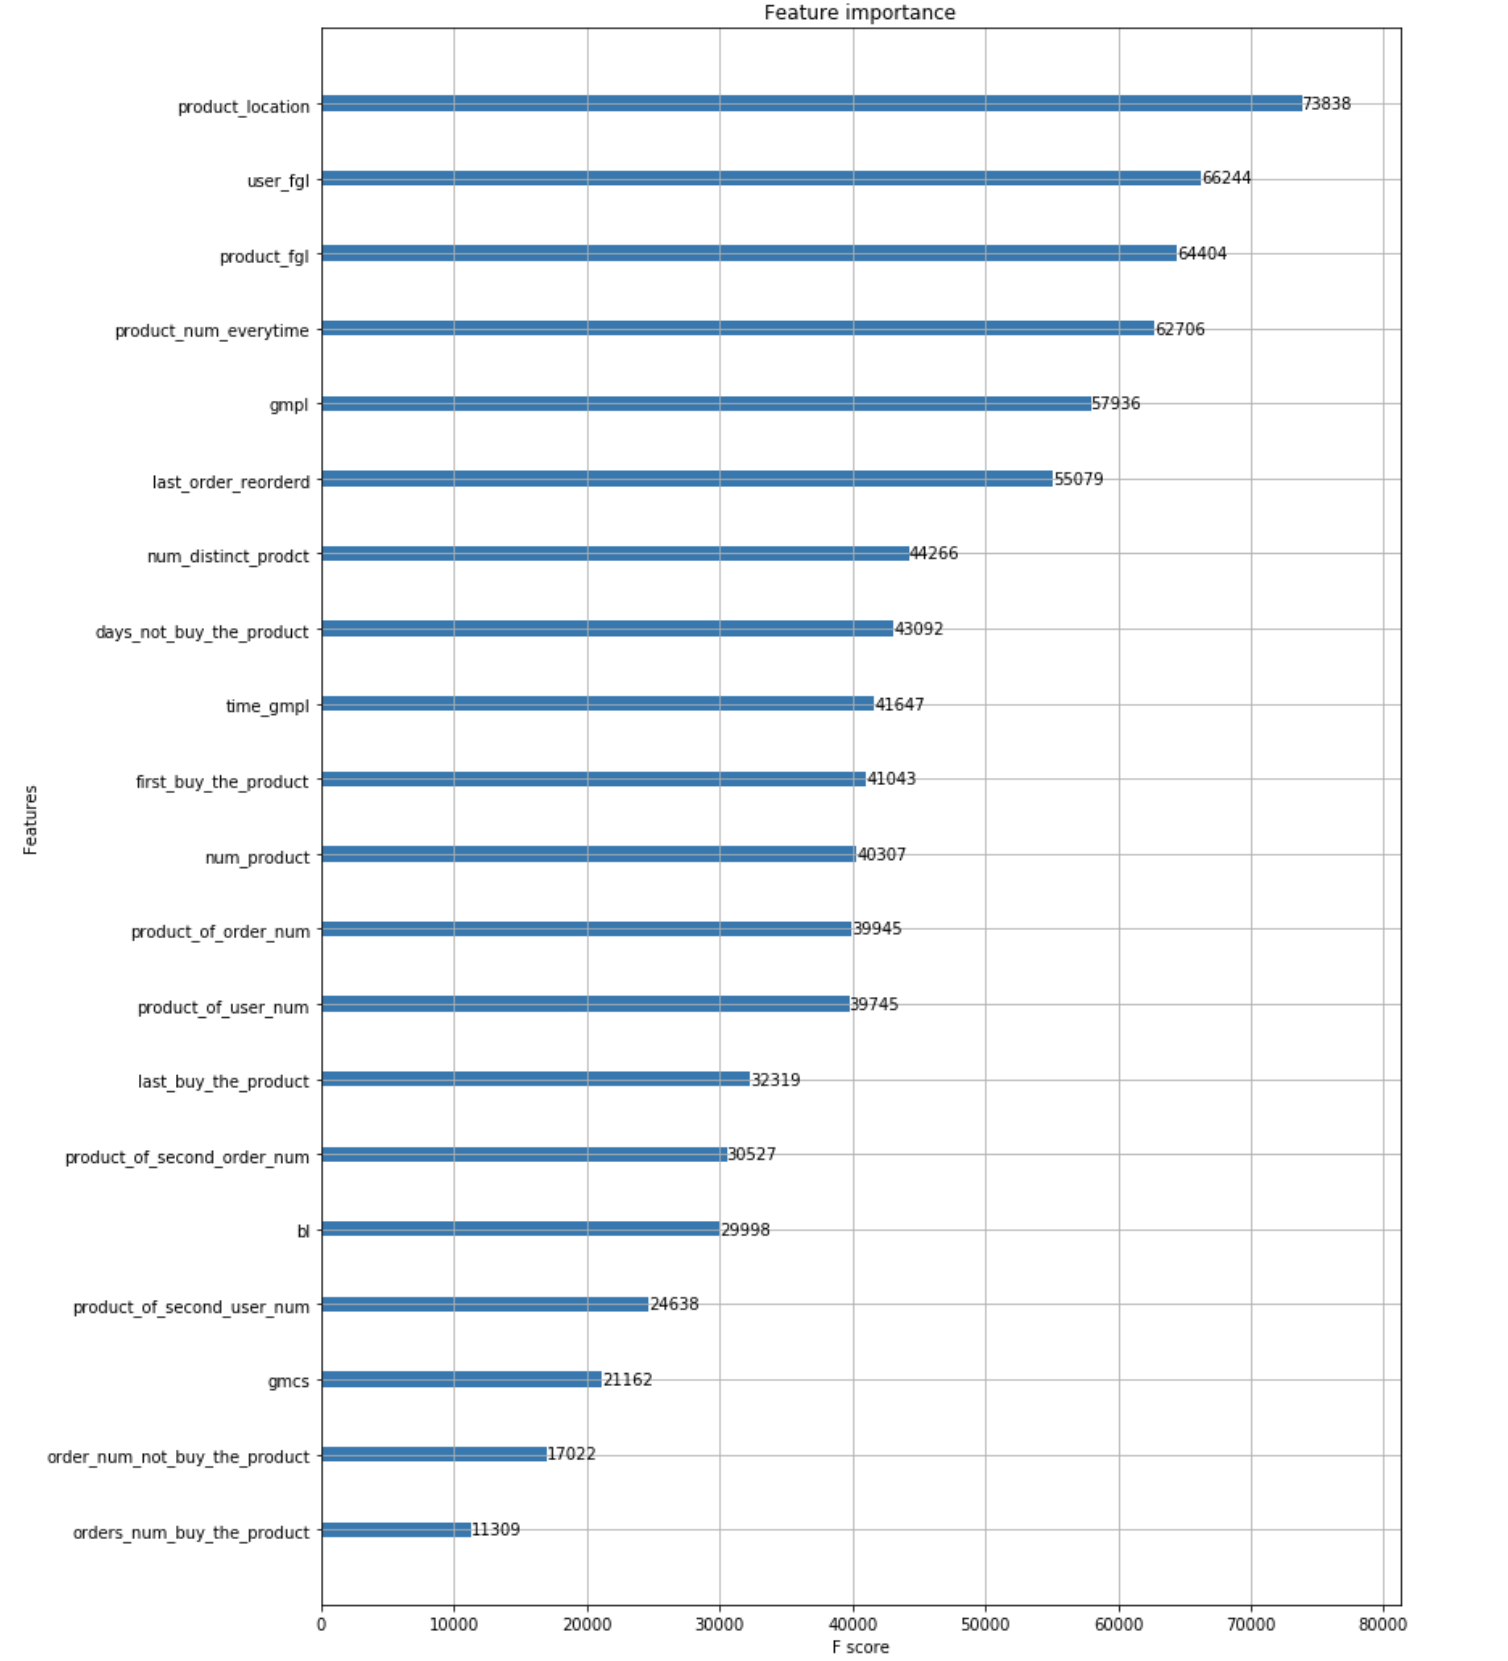 Feature importance
product_location 73838
user_fgl 66244
product_fgl 64404
product_num_everytime 62706
gmpl 57936
last_order_reorderd 55079
num_distinct_prodct 44266
days_not_buy_the_product 43092
time_gmpl 41647
first_buy_the_product 41043
num_product 40307
product_of_order_num 39945
product_of_user_num 39745
last_buy_the_product 32319
product_of_second_order_num 30527
bl 29998
product_of_second_user_num 24638
gmcs 21162
order_num_not_buy_the_product 17022
orders_num_buy_the_product 11309
Features
0 10000 20000 30000 40000 50000 60000 70000 80000
F score